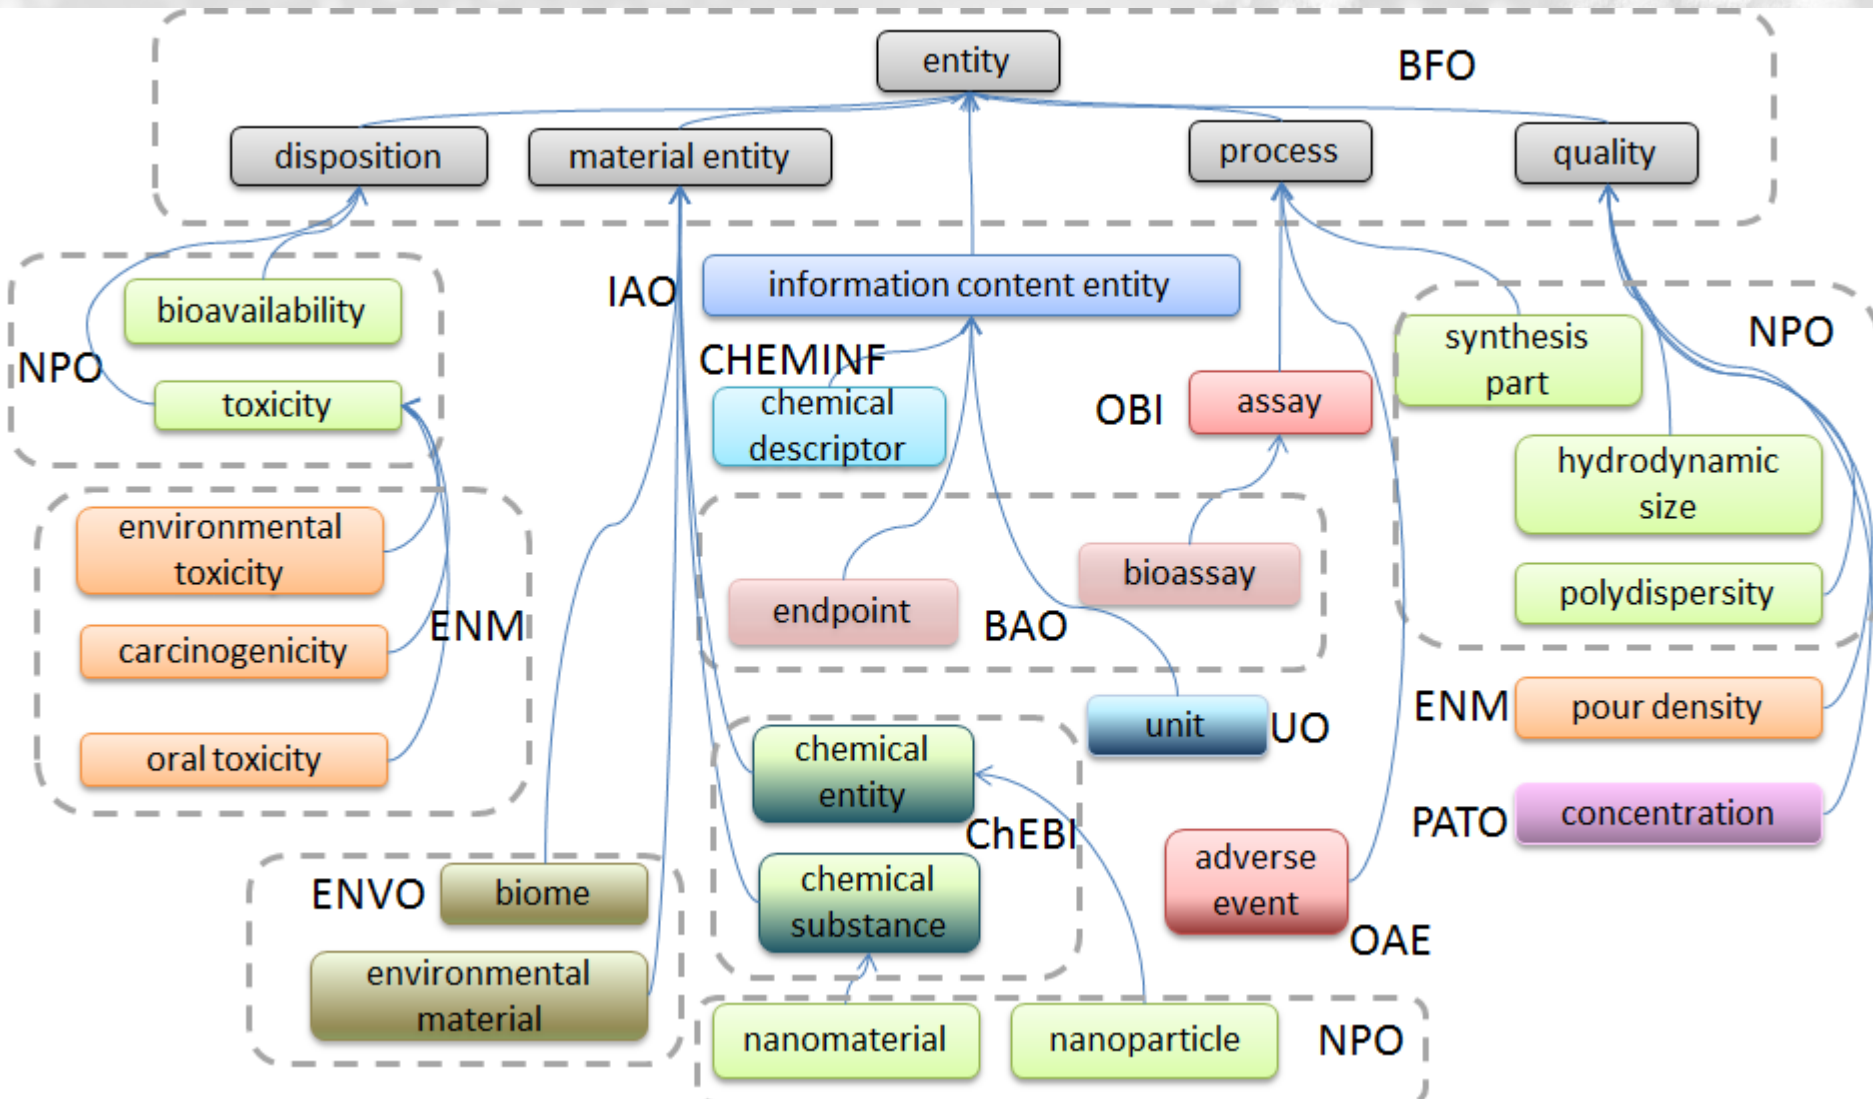 entity
BFO
disposition
material entity
process
quality
bioavailability
IAO
information content entity
NPO
toxicity
CHEMINF
chemical
descriptor
OBI
assay
synthesis
part
NPO
hydrodynamic
size
environmental
toxicity
carcinogenicity
ENM
oral toxicity
endpoint
BAO
bioassay
polydispersity
unit
UO
ENM
pour density
chemical
entity
ChEBI
chemical
substance
PATO
concentration
adverse
event
OAE
ENVO
biome
environmental
material
nanomaterial
nanoparticle
NPO